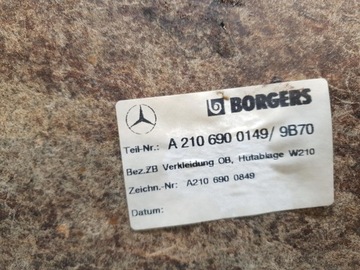 BORGERS
Teil-Nr.: A 210 690 0149/ 9B70
Bez.ZB Verkleidung OB, Hutablage W210
Zeichn.-Nr: A210 690 0849
Datum: